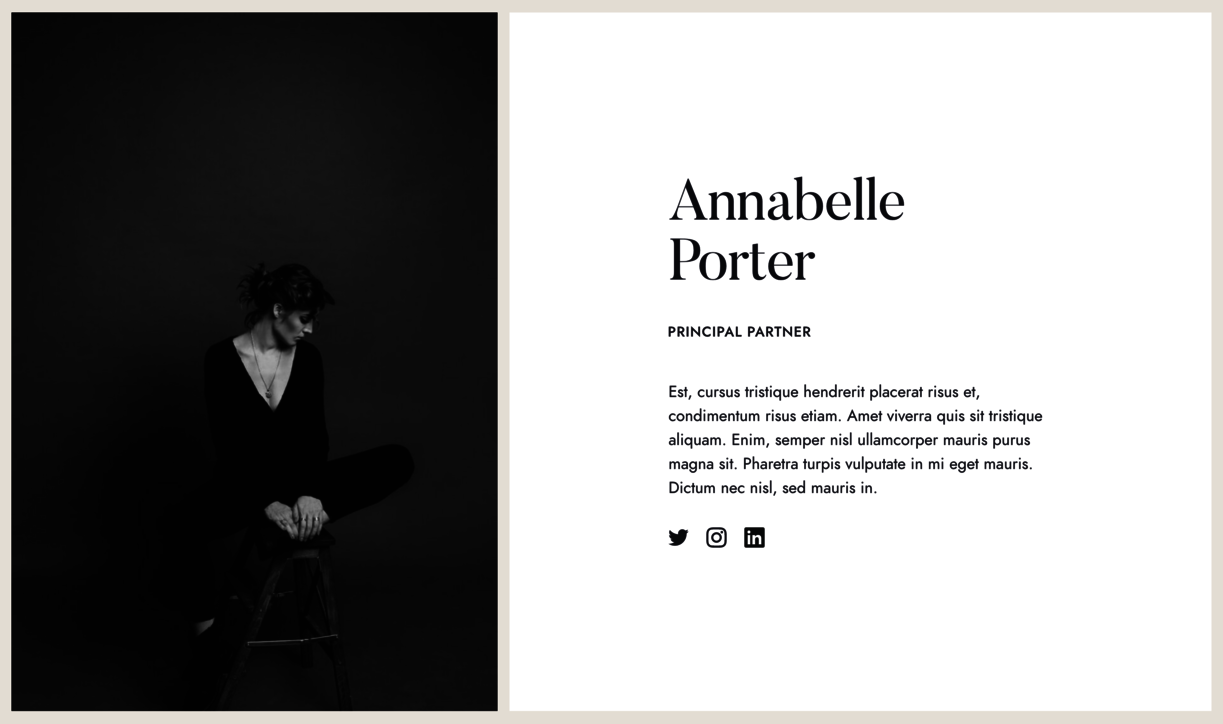 Annabelle
Porter
PRINCIPAL PARTNER
Est, cursus tristique hendrerit placerat risus et,
condimentum risus etiam. Amet viverra quis sit tristique
aliquam. Enim, semper nisl ullamcorper mauris purus
magna sit. Pharetra turpis vulputate in mi eget mauris.
Dictum nec nisl, sed mauris in.